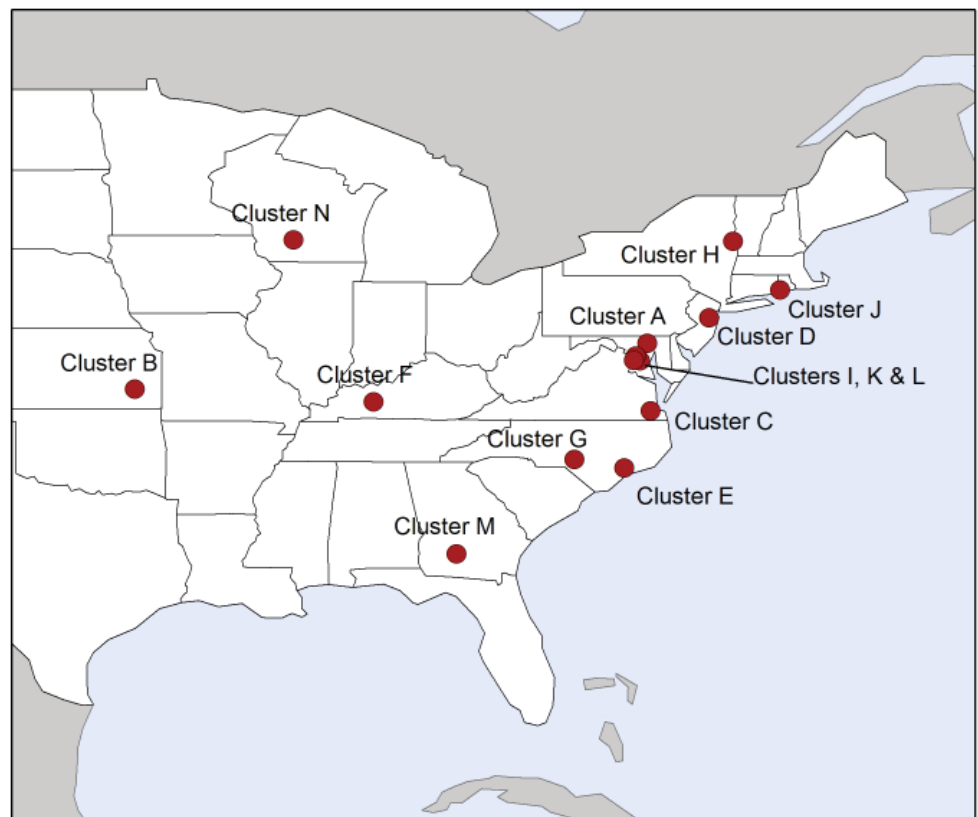 Cluster N
Cluster H
Cluster J
Cluster A
Cluster D
Cluster B
Cluster F
Clusters I, K & L
Cluster C
Cluster G
Cluster E
Cluster M